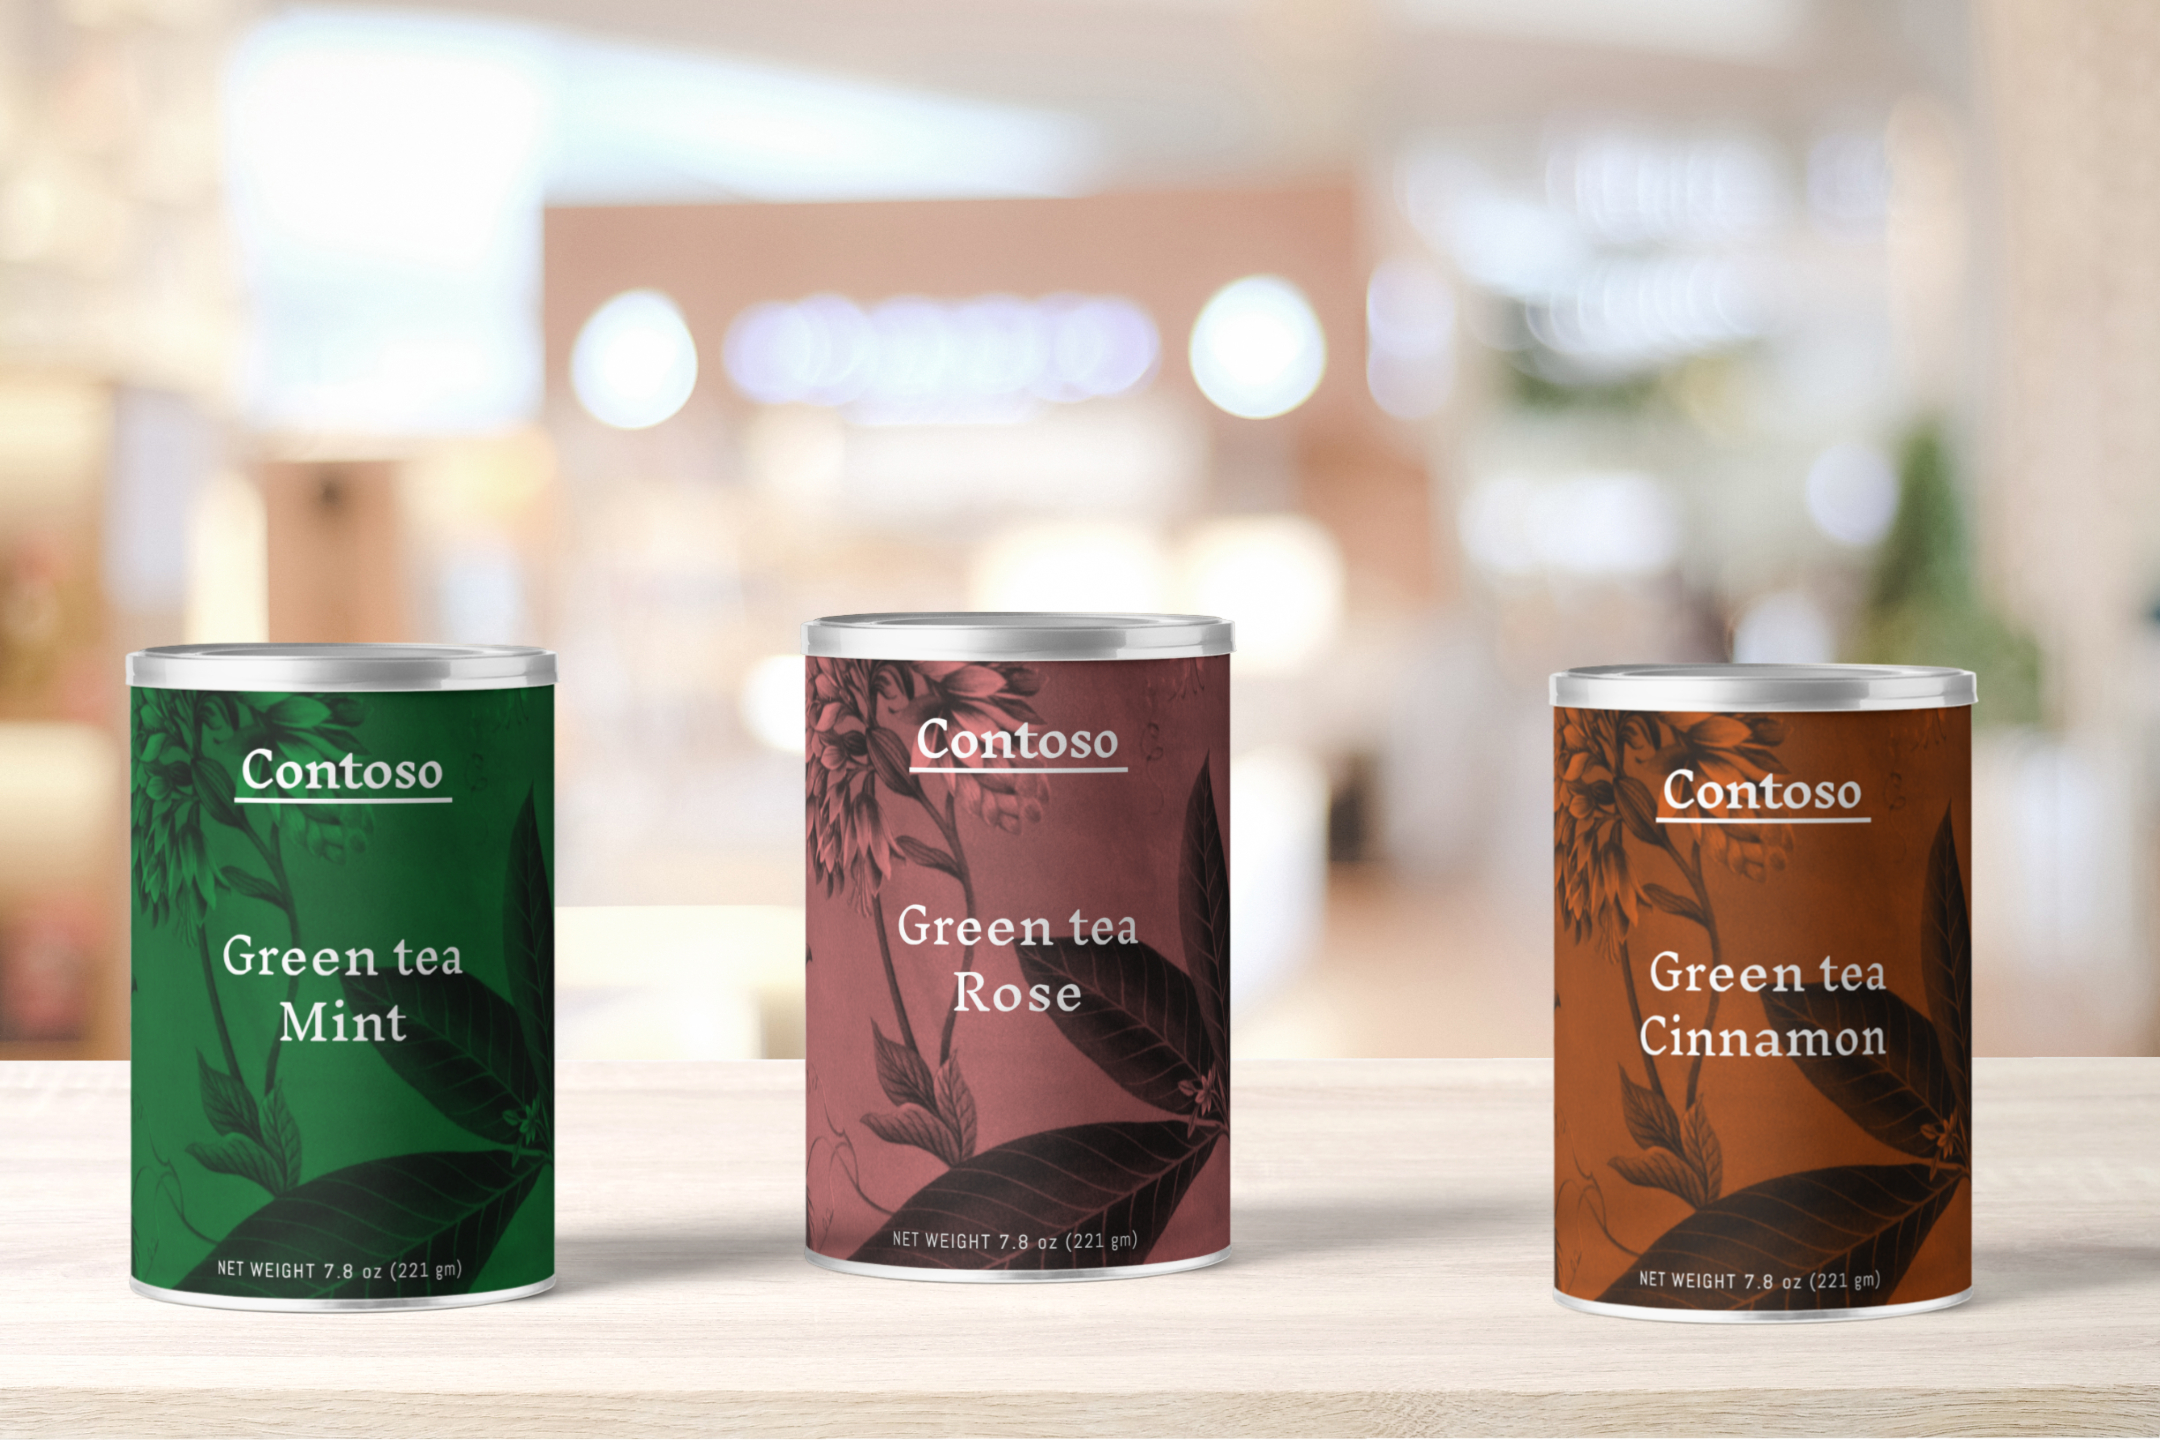 Contoso
Green tea
Mint
NET WEIGHT 7.8 oz (221 gm)
Contoso
Green tea
Rose
NET WEIGHT 7.8 oz (221 gm)
Contoso
Green tea
Cinnamon
NET WEIGHT 7.8 oz (221 gm)